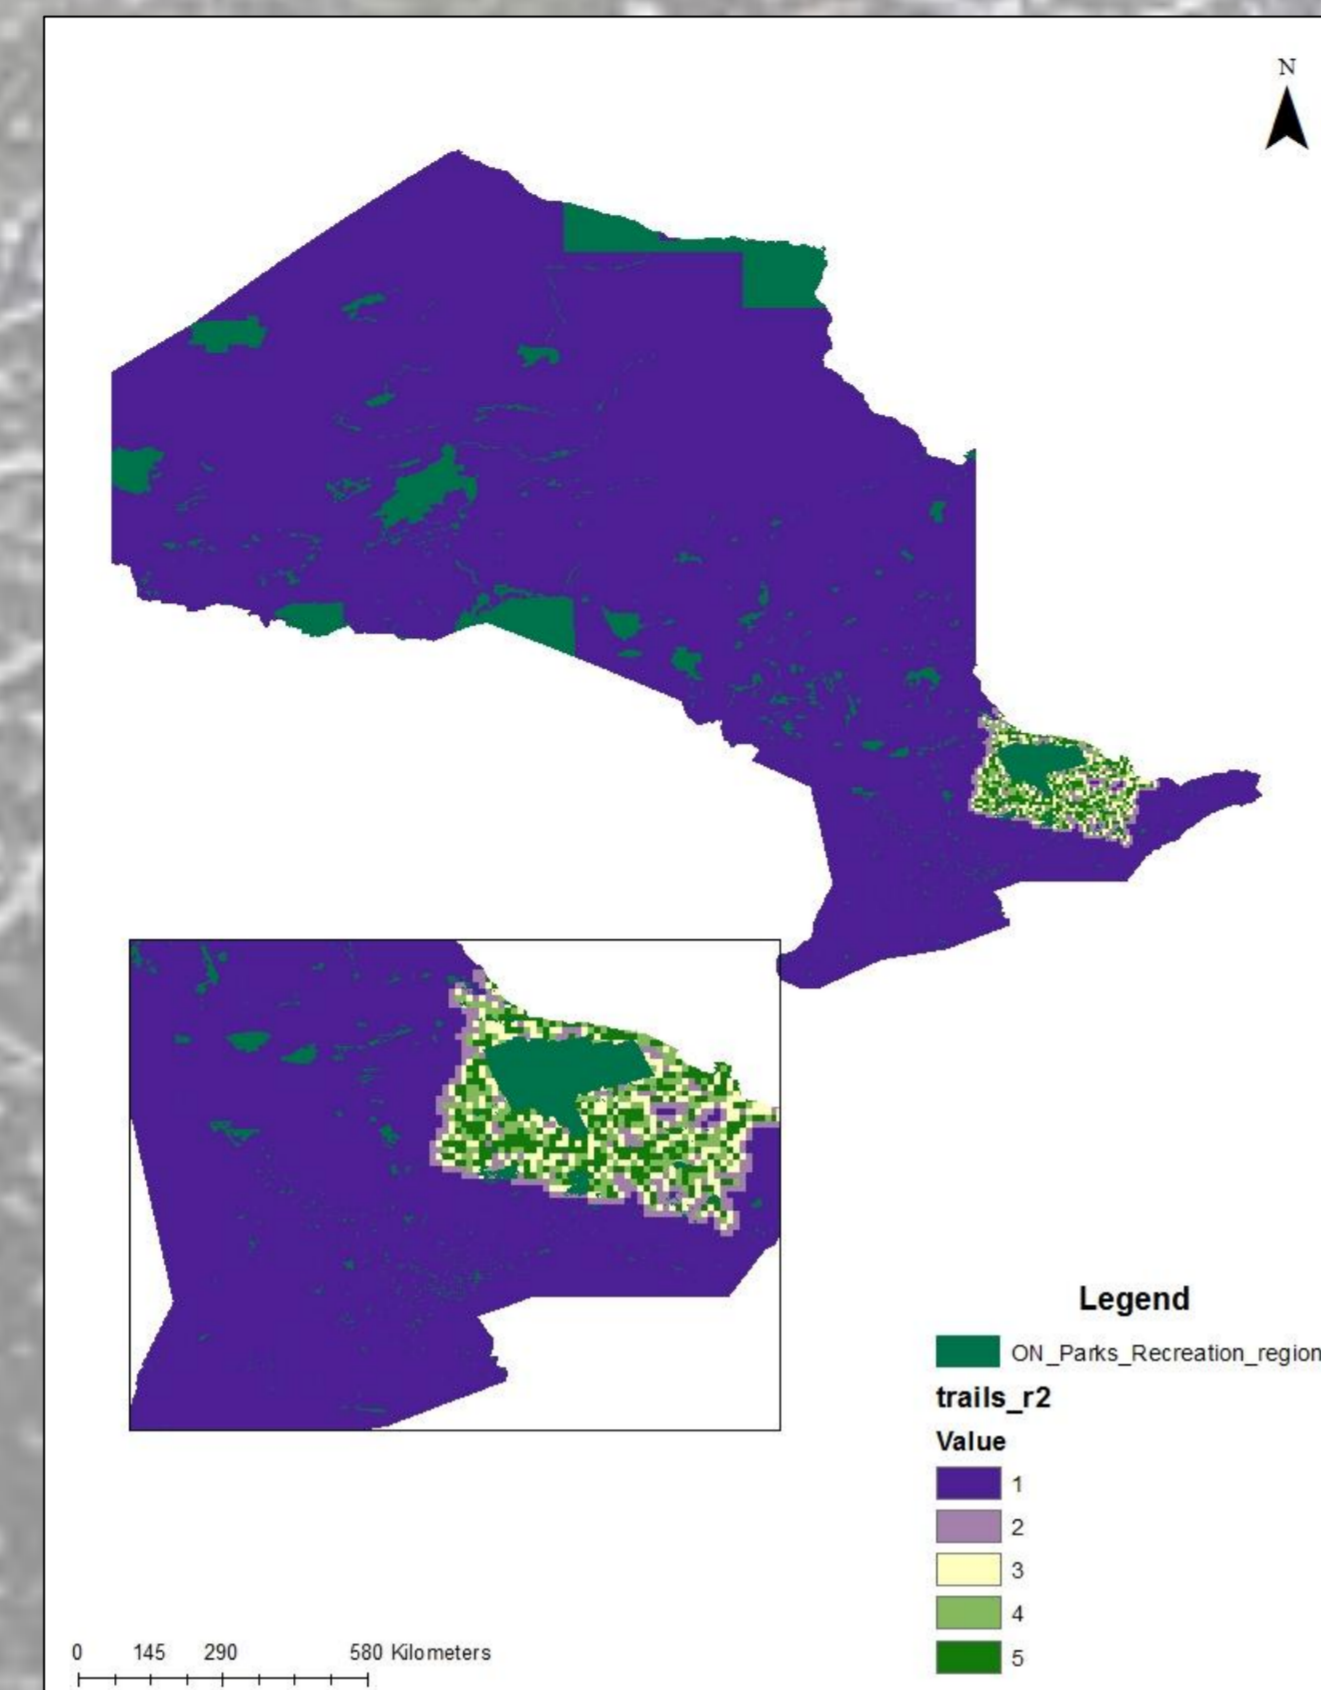 N
Legend
ON_Parks_Recreation_region
trails_r2
Value
1
2
3
4
5
0 145 290 580 Kilometers